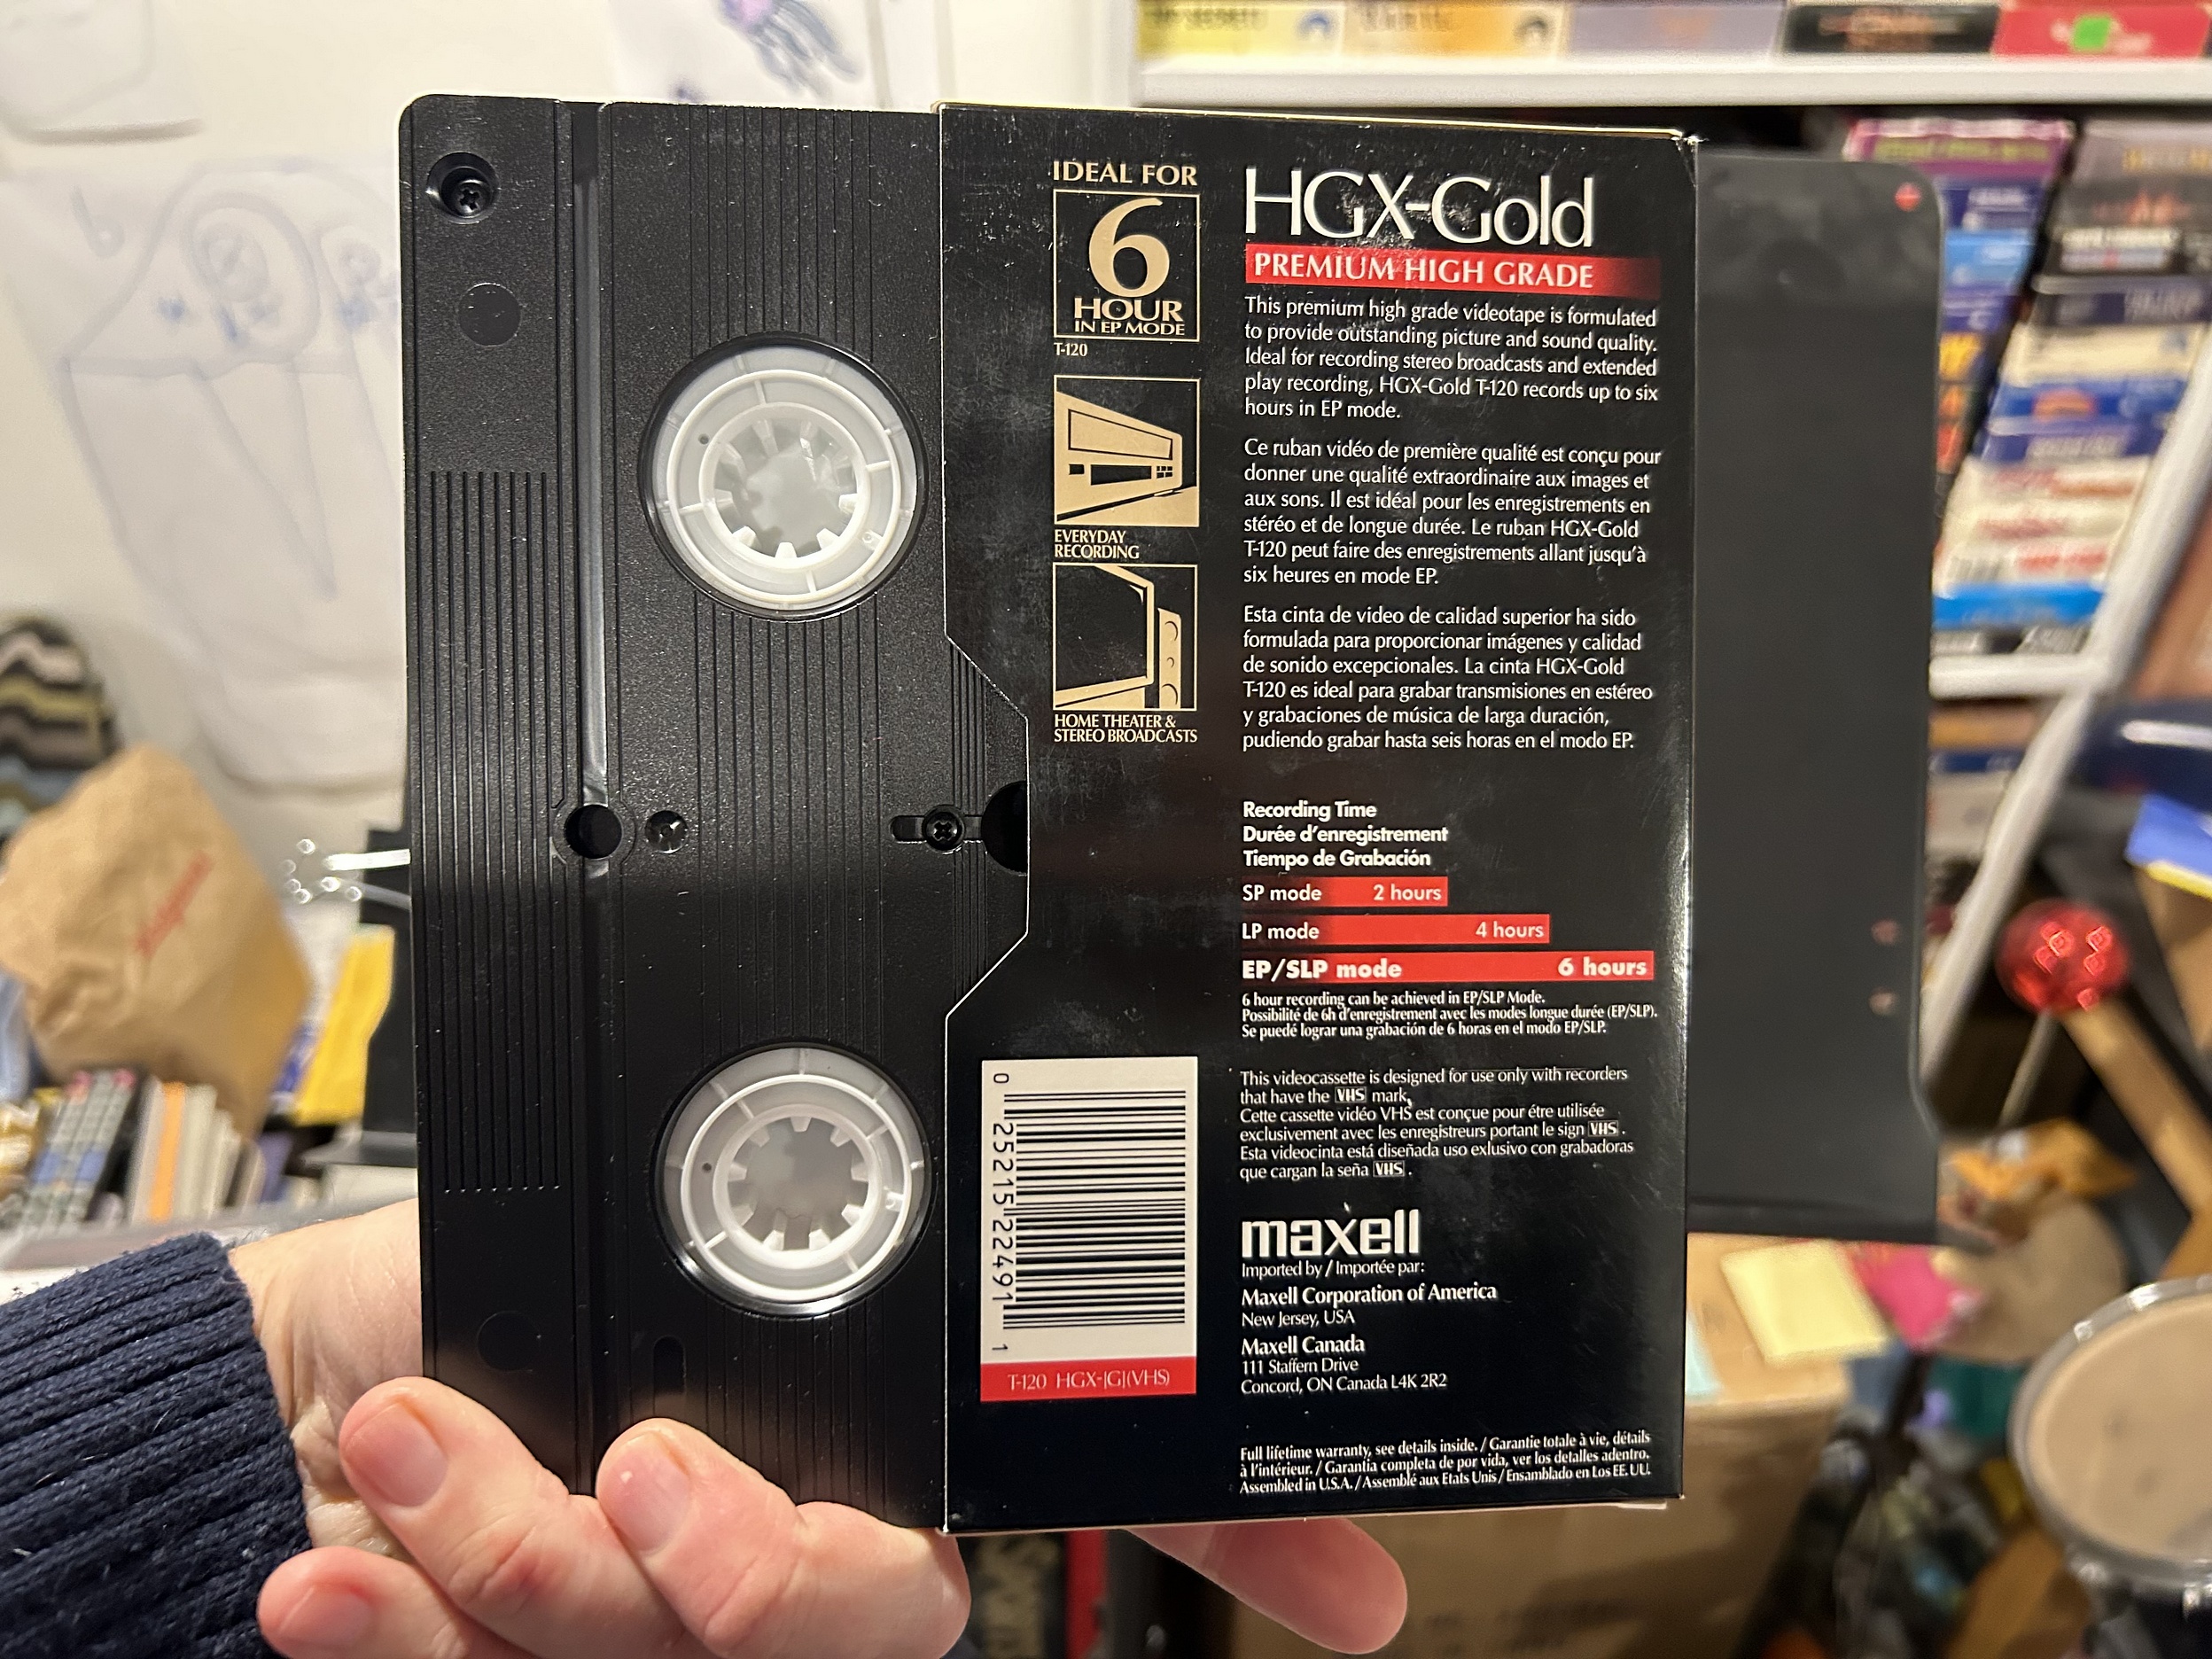 IDEAL FOR
6
HOUR
IN EP MODE
T-120
EVERYDAY
RECORDING
HOME THEATER &
STEREO BROADCASTS
HGX-Gold
PREMIUM HIGH GRADE
This premium high grade videotape is formulated
to provide outstanding picture and sound quality.
Ideal for recording stereo broadcasts and extended
play recording, HGX-Gold T-120 records up to six
hours in EP mode.
Ce ruban vidéo de première qualité est conçu pour
donner une qualité extraordinaire aux images et
aux sons. Il est idéal pour les enregistrements en
stéréo et de longue durée. Le ruban HGX-Gold
T-120 peut faire des enregistrements allant jusqu'à
six heures en mode EP.
Esta cinta de video de calidad superior ha sido
formulada para proporcionar imágenes y calidad
de sonido excepcionales. La cinta HGX-Gold
T-120 es ideal para grabar transmisiones en estéreo
y grabaciones de música de larga duración,
pudiendo grabar hasta seis horas en el modo EP.
Recording Time
Durée d'enregistrement
Tiempo de Grabación
SP mode 2 hours
LP mode 4 hours
EP/SLP mode 6 hours
6 hour recording can be achieved in EP/SLP Mode.
Possibilité de 6h d'enregistrement avec les modes longue durée (EP/SLP).
Se puedé lograr una grabación de 6 horas en el modo EP/SLP.
This videocassette is designed for use only with recorders
that have the VHS mark.
Cette cassette vidéo VHS est conçue pour étre utilisée
exclusivement avec les enregistreurs portant le sign VHS.
Esta videocinta está diseñada uso exlusivo con grabadoras
que cargan la seña VHS.
maxell
Imported by / Importée par:
Maxell Corporation of America
New Jersey, USA
Maxell Canada
111 Staffern Drive
Concord, ON Canada L4K 2R2
Full lifetime warranty, see details inside. / Garantie totale à vie, détails
à l'intérieur. / Garantia completa de por vida, ver los detalles adentro.
Assembled in U.S.A. / Assemblé aux Etats Unis / Ensamblado en Los EE. UU.
0 25215 22491 1
T-120 HGX-[G](VHS)